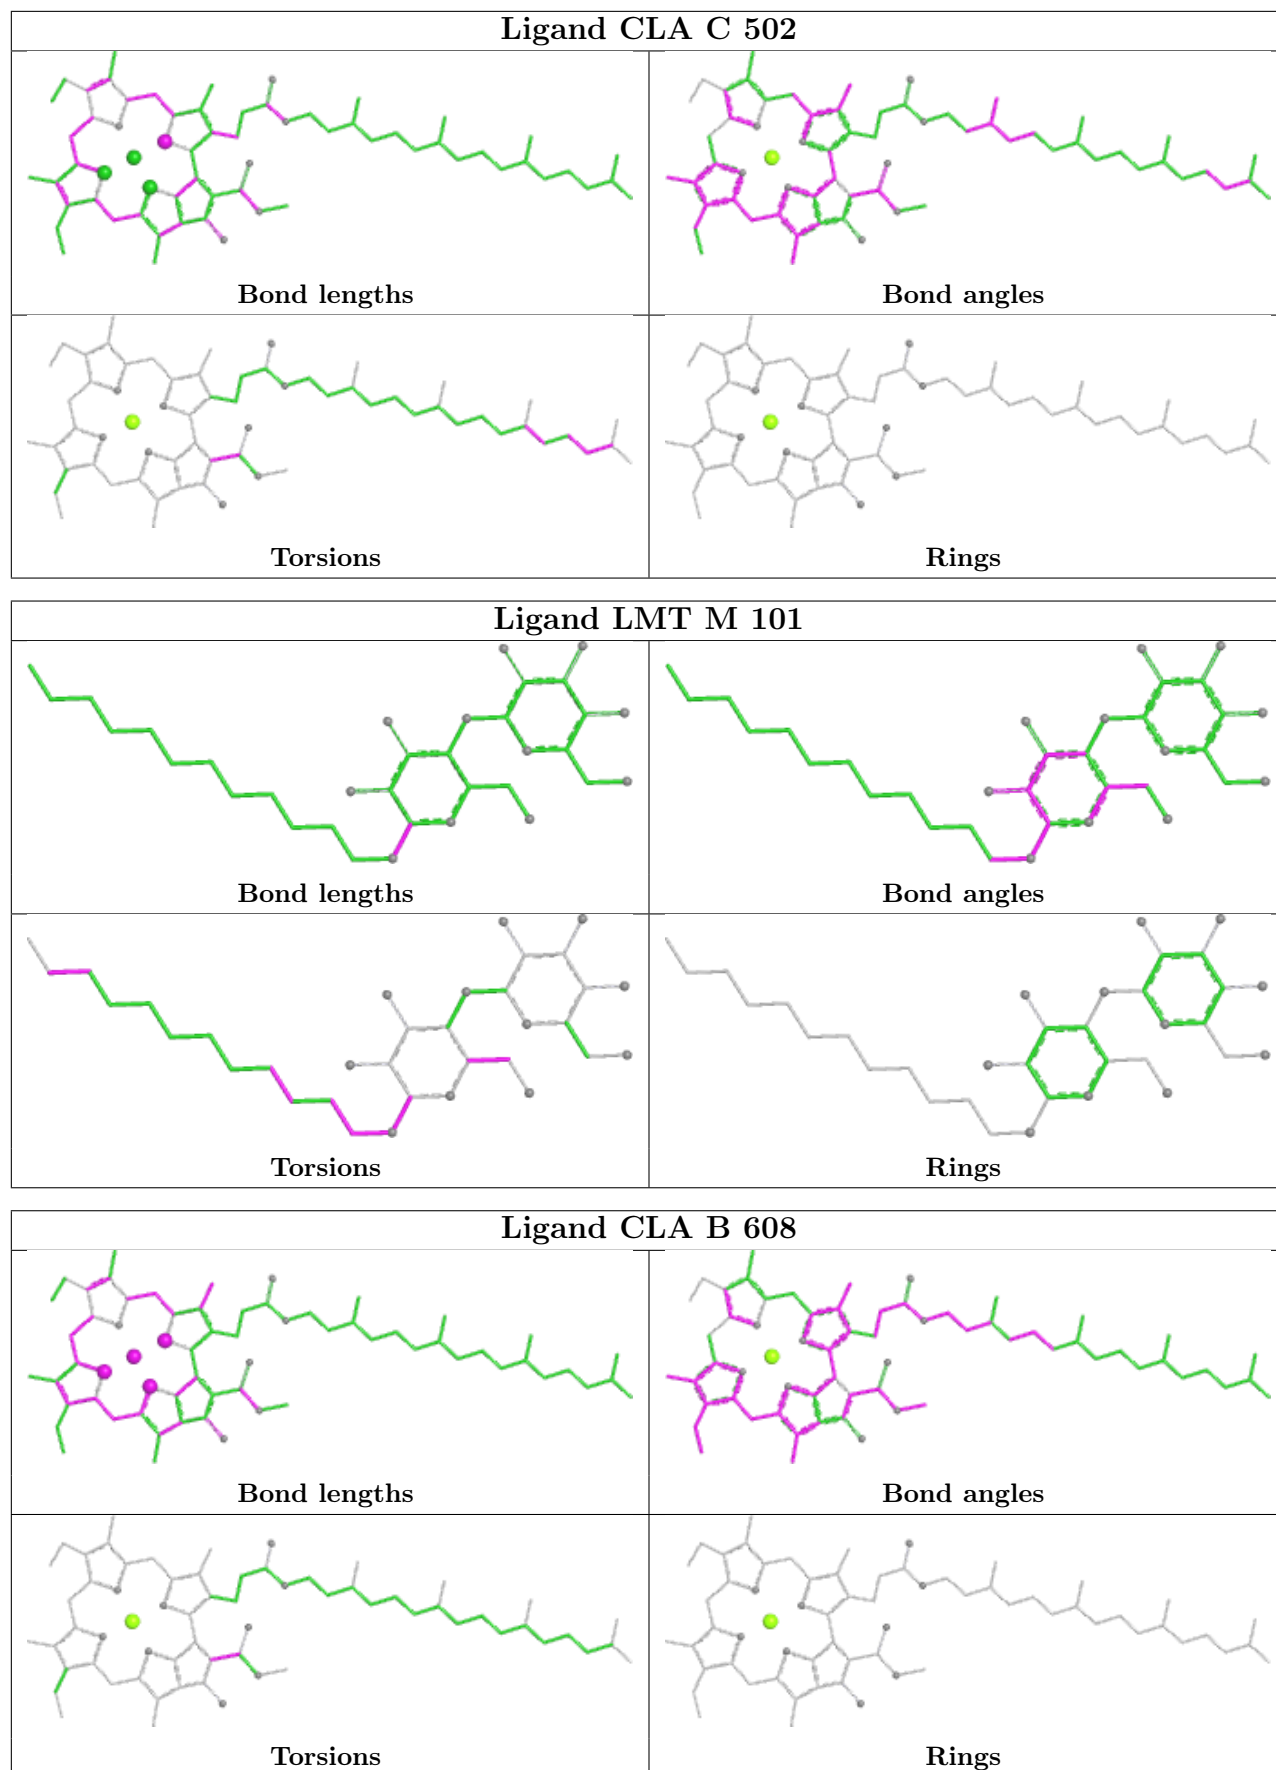 Ligand CLA C 502
Bond lengths
Bond angles
Torsions
Rings
Ligand LMT M 101
Bond lengths
Bond angles
Torsions
Rings
Ligand CLA B 608
Bond lengths
Bond angles
Torsions
Rings